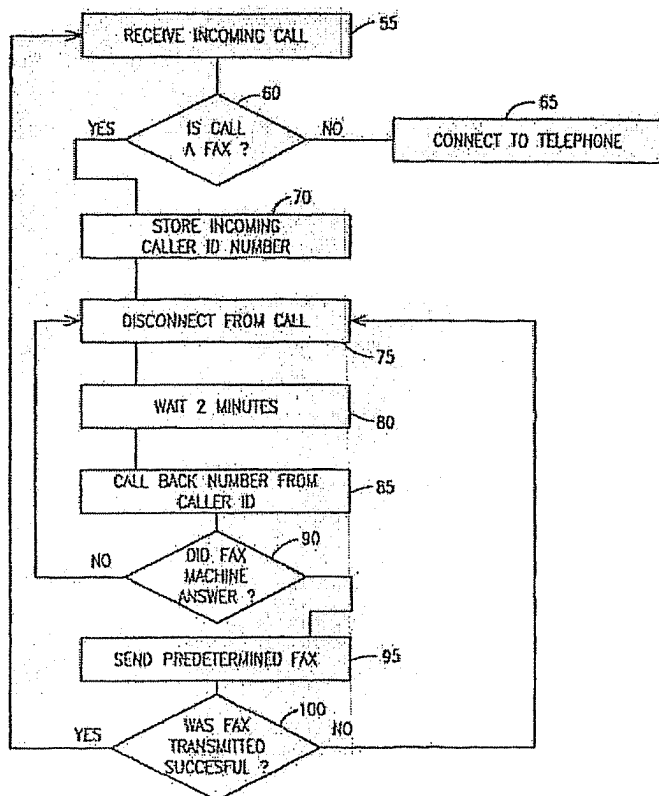 RECEIVE INCOMING CALL
55
60
IS CALL
A FAX ?
YES
NO
65
CONNECT TO TELEPHONE
70
STORE INCOMING
CALLER ID NUMBER
DISCONNECT FROM CALL
75
WAIT 2 MINUTES
80
CALL BACK NUMBER FROM
CALLER ID
85
90
NO
DID FAX
MACHINE
ANSWER ?
SEND PREDETERMINED FAX
95
100
YES
NO
WAS FAX
TRANSMITTED
SUCCESFUL ?